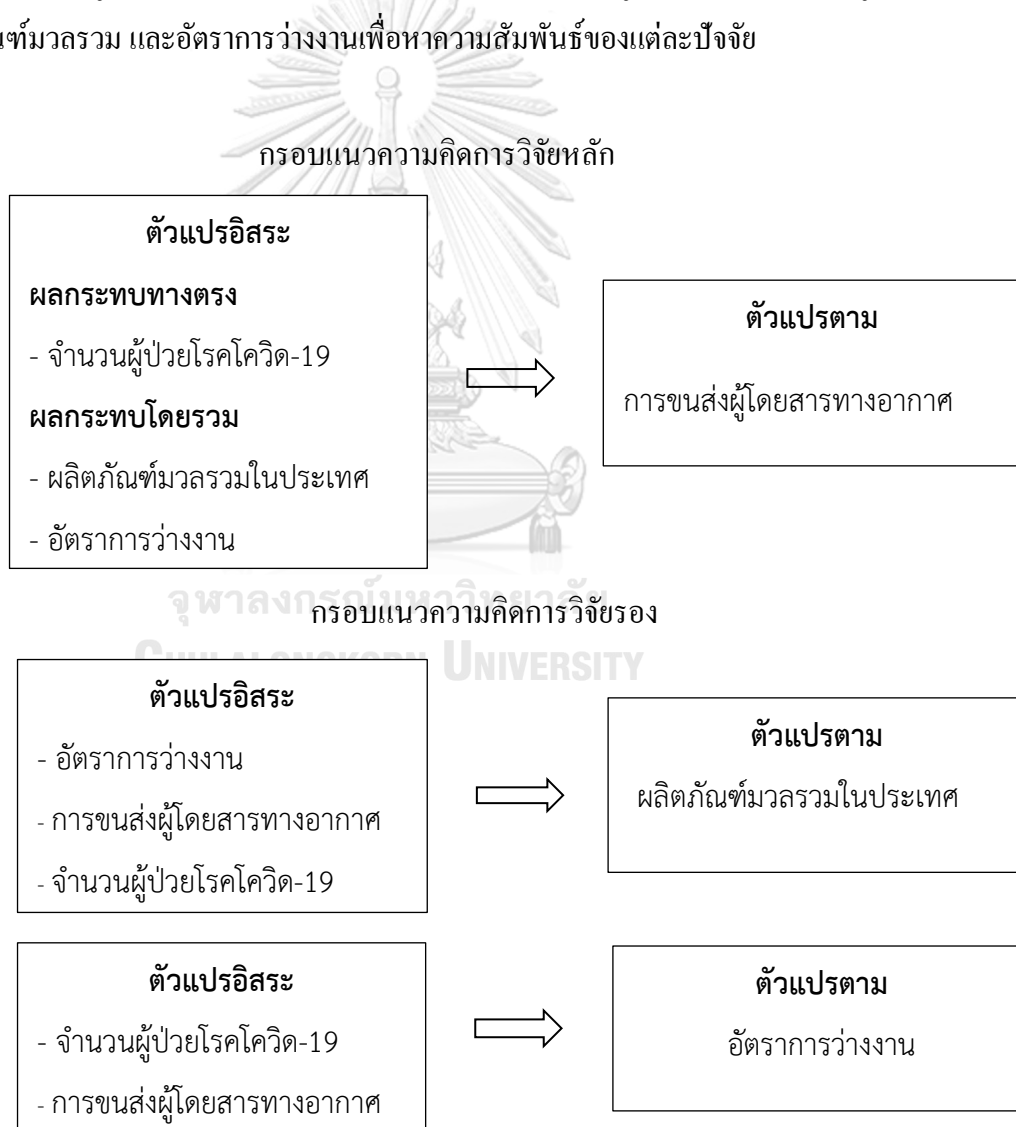 ณฑ์มวลรวม และอัตราการว่างงานเพื่อหาความสัมพันธ์ของแต่ละปัจจัย
กรอบแนวความคิดการวิจัยหลัก
ตัวแปรอิสระ
ผลกระทบทางตรง
- จำนวนผู้ป่วยโรคโควิด-19
ผลกระทบโดยรวม
- ผลิตภัณฑ์มวลรวมในประเทศ
- อัตราการว่างงาน
ตัวแปรตาม
การขนส่งผู้โดยสารทางอากาศ
จุฬาลงกรณ์มหาวิทยาลัย
กรอบแนวความคิดการวิจัยรอง
CHULALONGKORN UNIVERSITY
ตัวแปรอิสระ
- อัตราการว่างงาน
- การขนส่งผู้โดยสารทางอากาศ
- จำนวนผู้ป่วยโรคโควิด-19
ตัวแปรตาม
ผลิตภัณฑ์มวลรวมในประเทศ
ตัวแปรอิสระ
- จำนวนผู้ป่วยโรคโควิด-19
- การขนส่งผู้โดยสารทางอากาศ
ตัวแปรตาม
อัตราการว่างงาน